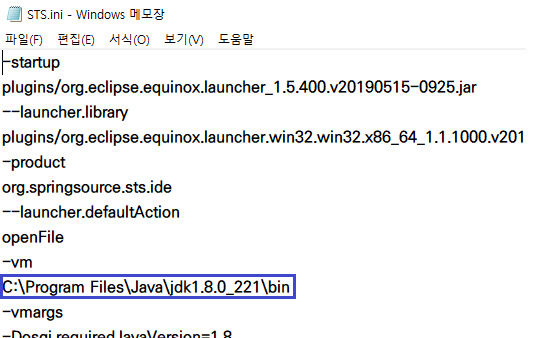 STS.ini - Windows 메모장
파일(F) 편집(E) 서식(O) 보기(V) 도움말
-startup
plugins/org.eclipse.equinox.launcher_1.5.400.v20190515-0925.jar
--launcher.library
plugins/org.eclipse.equinox.launcher.win32.win32.x86_64_1.1.1000.v201
-product
org.springsource.sts.ide
--launcher.defaultAction
openFile
-vm
C:\Program Files\Java\jdk1.8.0_221\bin
-vmargs
-Dosgi.requiredJavaVersion=1.8